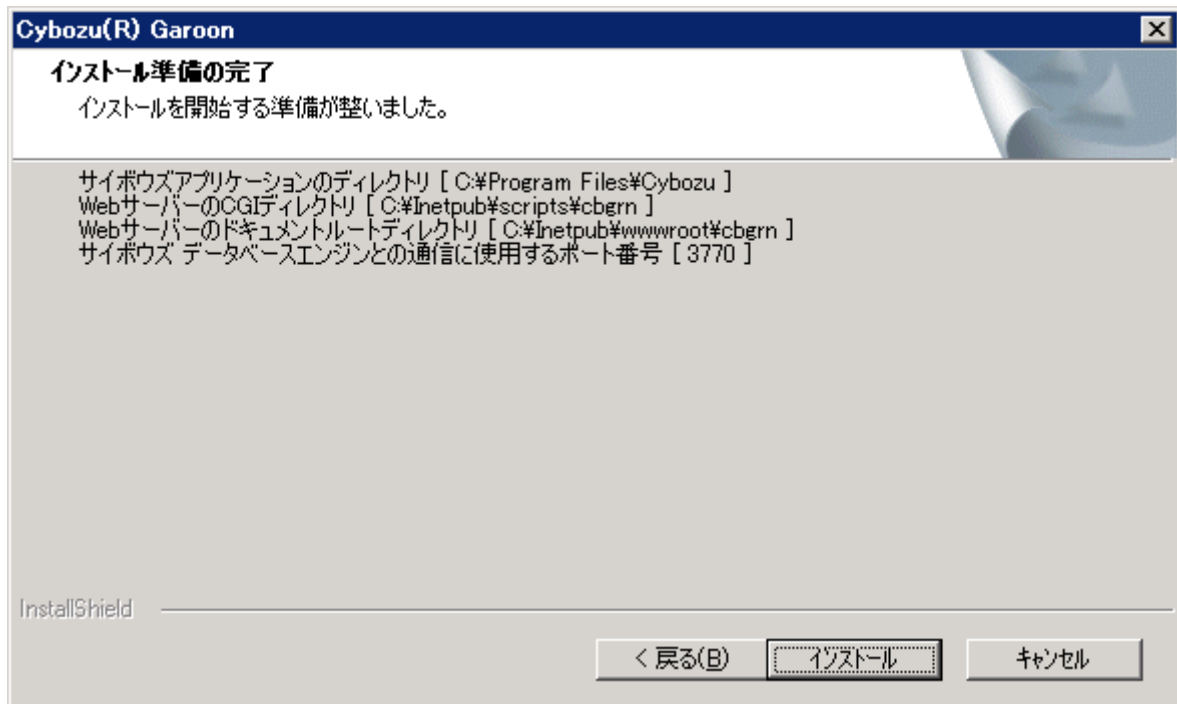 Cybozu(R) Garoon
インストール準備の完了
インストールを開始する準備が整いました。
サイボウズアプリケーションのディレクトリ [ C:¥Program Files¥Cybozu ]
WebサーバーのCGIディレクトリ [ C:¥Inetpub¥scripts¥cbgrn ]
Webサーバーのドキュメントルートディレクトリ [ C:¥Inetpub¥wwwroot¥cbgrn ]
サイボウズ データベースエンジンとの通信に使用するポート番号 [ 3770 ]
InstallShield
< 戻る(B) インストール キャンセル